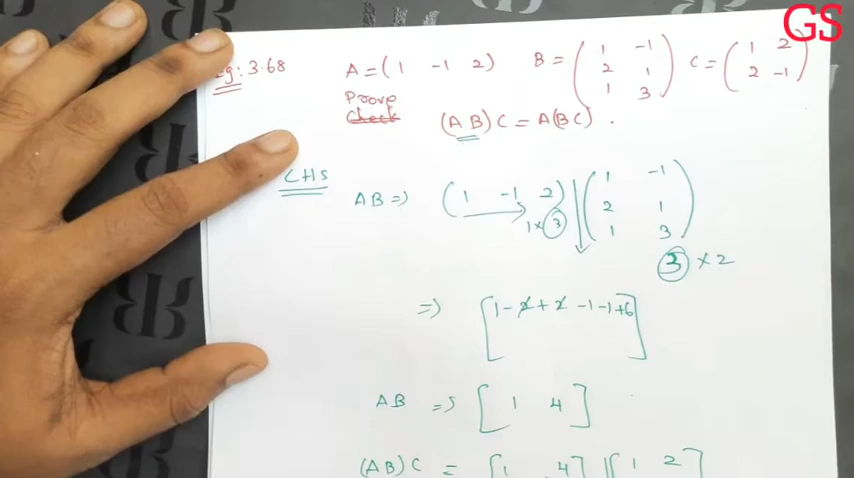 GS
Eg: 3.68 A = ( 1 -1 2 ) B = ( 1 -1 C = ( 1 2
2 1 2 -1 )
1 3 )
Prove
Check (AB)C = A(BC) .
LHS
AB => ( 1 -1 2 ) ( 1 -1
2 1
1 3 )
1 × 3
3 × 2
=> [ 1 - 2 + 2 -1 -1 +6 ]
AB => [ 1 4 ]
(AB)C = [ 1 4 ] [ 1 2 ]